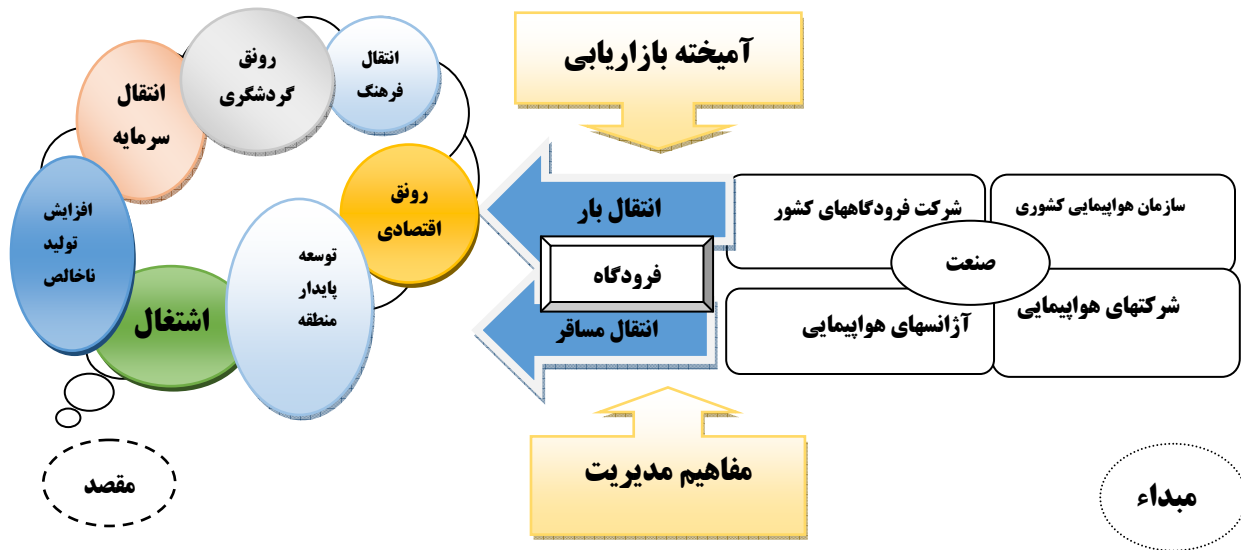 آمیخته بازاریابی
سازمان هواپیمایی کشوری
شرکت فرودگاههای کشور
صنعت
شرکتهای هواپیمایی
آژانسهای هواپیمایی
انتقال بار
فرودگاه
انتقال مسافر
مفاهیم مدیریت
مبداء
انتقال
فرهنگ
رونق
گردشگری
انتقال
سرمایه
رونق
اقتصادی
افزایش
تولید
ناخالص
توسعه
پایدار
منطقه
اشتغال
مقصد